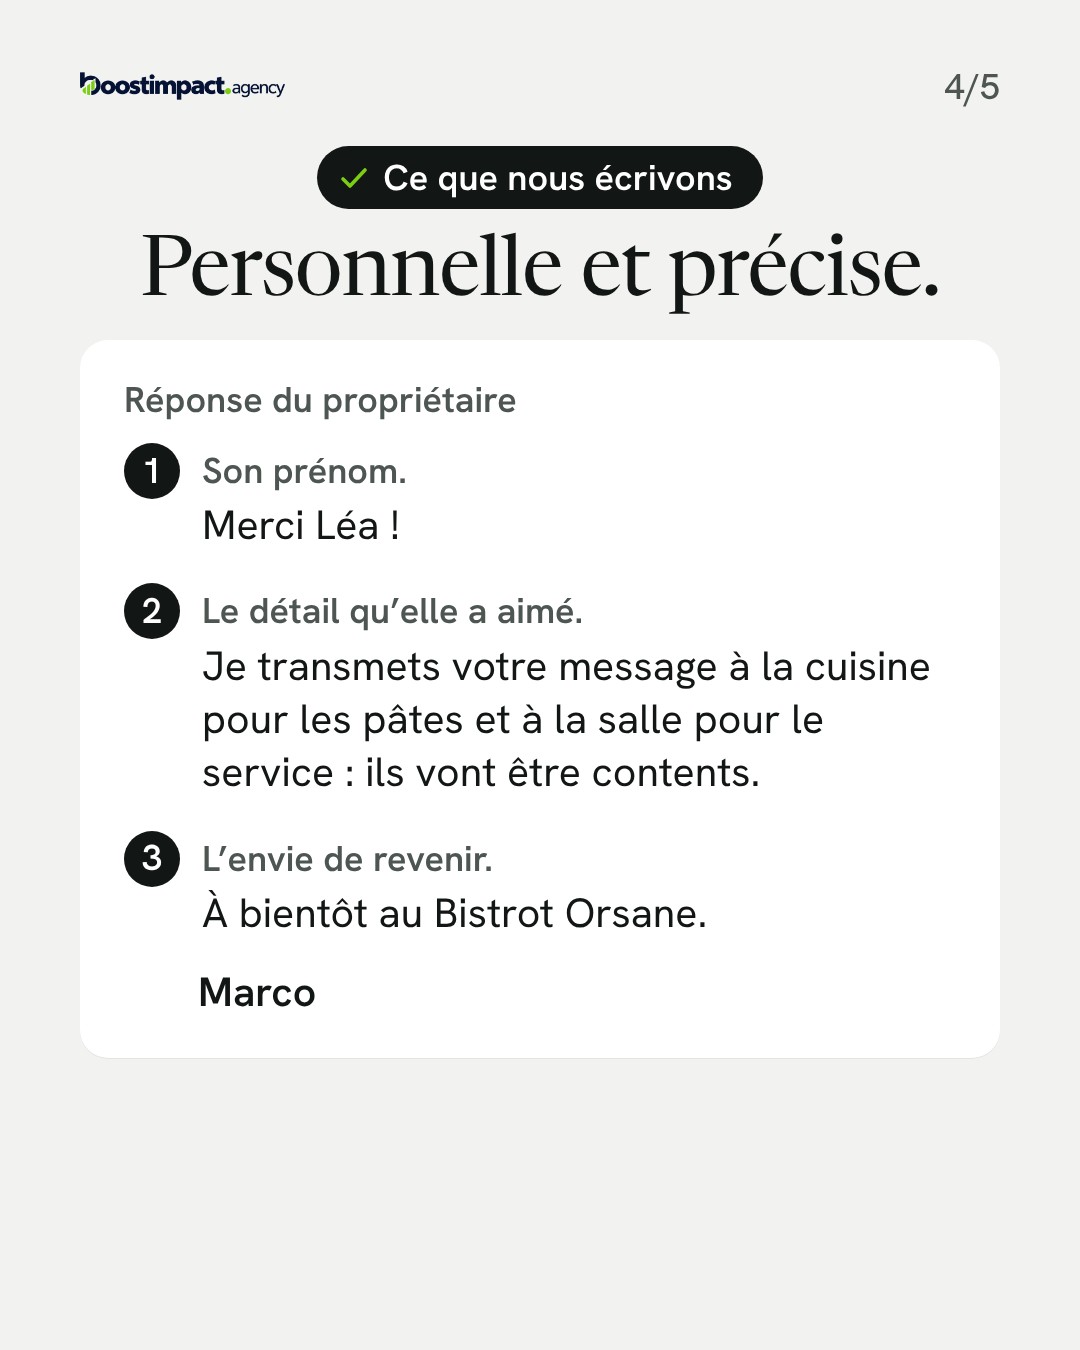 boostimpact.agency
4/5
Ce que nous écrivons
Personnelle et précise.
Réponse du propriétaire
1 Son prénom.
Merci Léa !
2 Le détail qu’elle a aimé.
Je transmets votre message à la cuisine
pour les pâtes et à la salle pour le
service : ils vont être contents.
3 L’envie de revenir.
À bientôt au Bistrot Orsane.
Marco